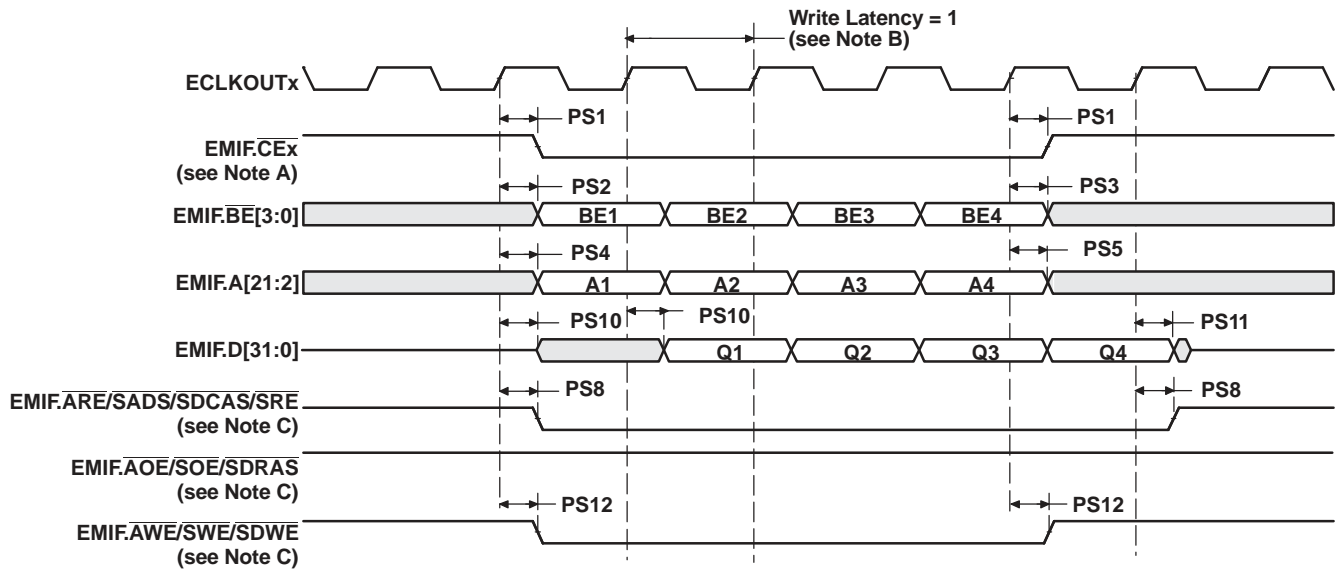 Write Latency = 1
(see Note B)
ECLKOUTx
PS1 PS1
EMIF.CEx
(see Note A)
PS2 PS3
EMIF.BE[3:0] BE1 BE2 BE3 BE4
PS4 PS5
EMIF.A[21:2] A1 A2 A3 A4
PS10 PS10 PS11
EMIF.D[31:0] Q1 Q2 Q3 Q4
PS8 PS8
EMIF.ARE/SADS/SDCAS/SRE
(see Note C)
EMIF.AOE/SOE/SDRAS
(see Note C)
PS12 PS12
EMIF.AWE/SWE/SDWE
(see Note C)